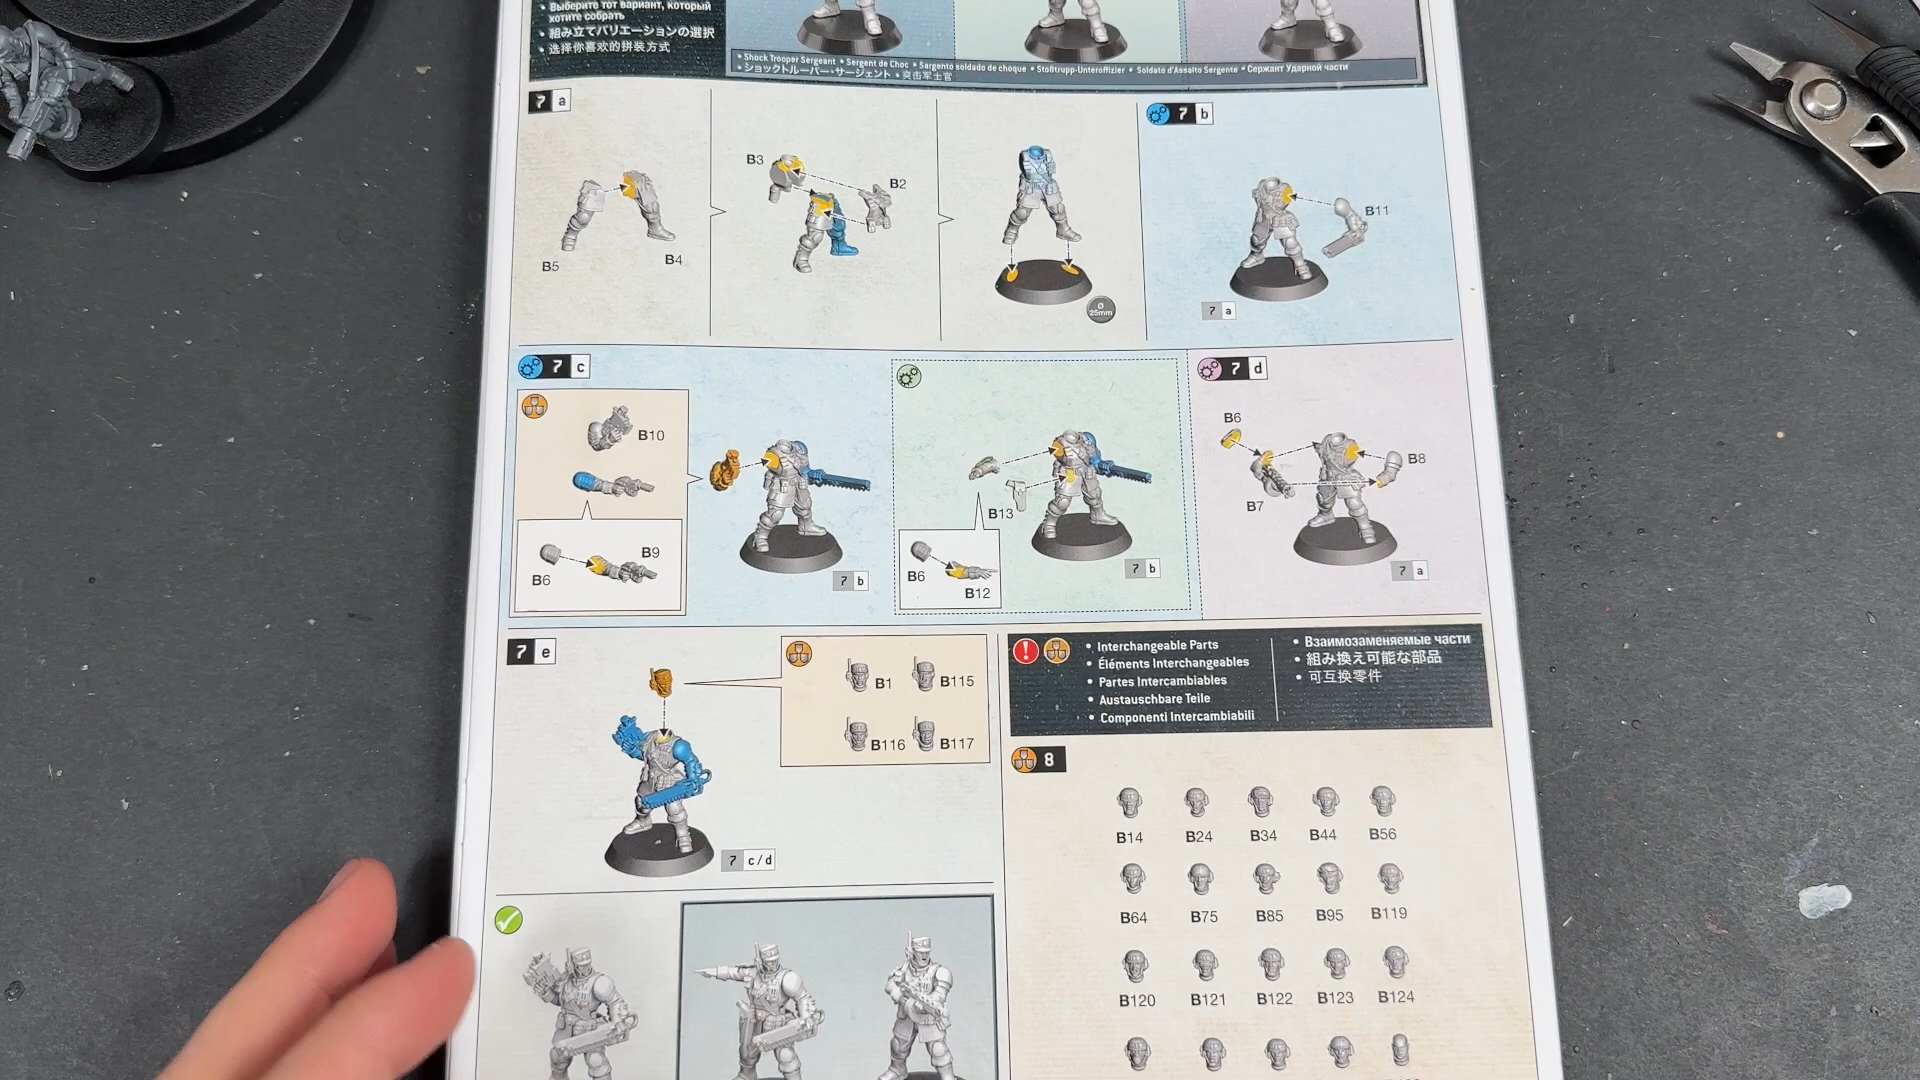 • Выберите тот вариант, который
хотите собрать
• 組み立てバリエーションの選択
• 选择你喜欢的拼装方式
• Shock Trooper Sergeant • Sergent de Choc • Sargento soldado de choque • Stoßtrupp-Unteroffizier • Soldato d'Assalto Sergente • Сержант Ударной части
• ショックトルーパー・サージェント • 突击军士官
7 a
B5
B4
B3
B2
Ø
25mm
7 b
B11
7 a
7 c
B10
B9
B6
7 b
B13
B6
B12
7 b
7 d
B6
B8
B7
7 a
7 e
B1
B115
B116
B117
7 c/d
• Interchangeable Parts
• Éléments Interchangeables
• Partes Intercambiables
• Austauschbare Teile
• Componenti Intercambiabili
• Взаимозаменяемые части
• 組み換え可能な部品
• 可互换零件
8
B14 B24 B34 B44 B56
B64 B75 B85 B95 B119
B120 B121 B122 B123 B124